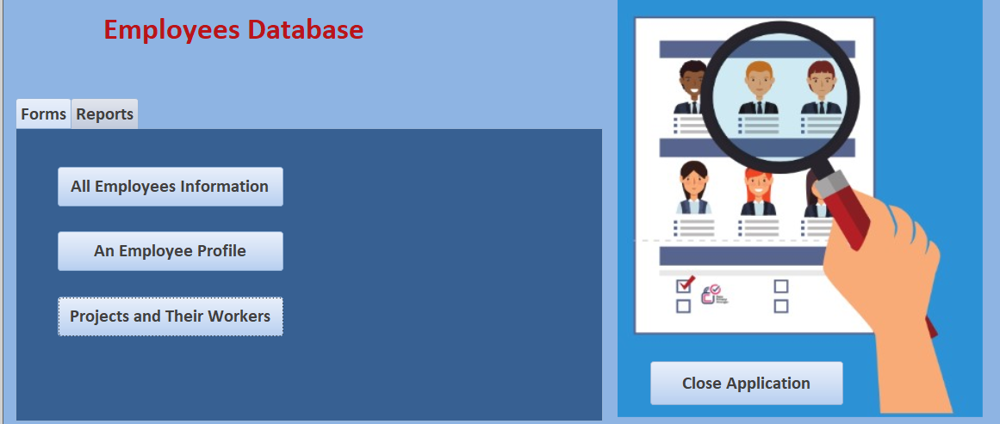 Employees Database
Forms
Reports
All Employees Information
An Employee Profile
Projects and Their Workers
Close Application